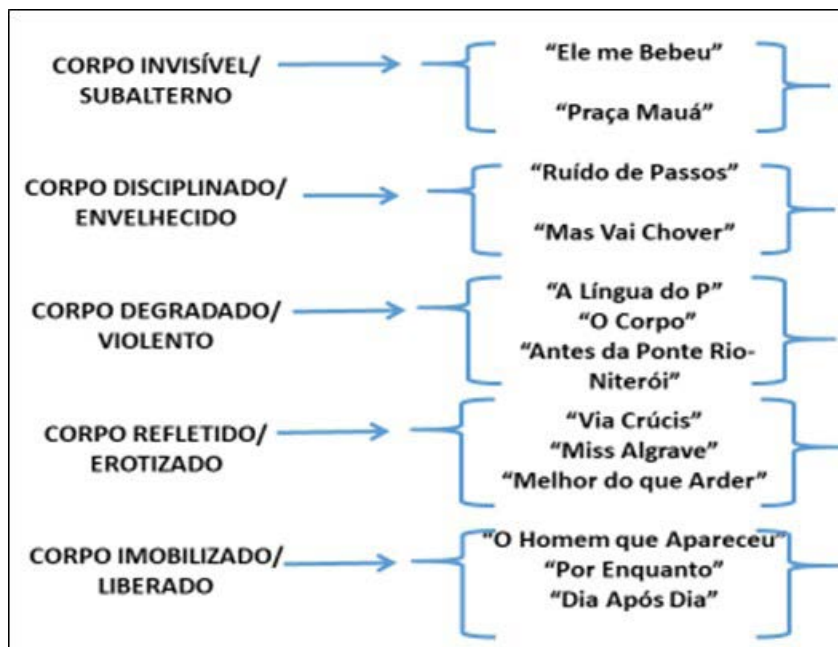 CORPO INVISÍVEL/
SUBALTERNO
“Ele me Bebeu”
“Praça Mauá”
CORPO DISCIPLINADO/
ENVELHECIDO
“Ruído de Passos”
“Mas Vai Chover”
CORPO DEGRADADO/
VIOLENTO
“A Língua do P”
“O Corpo”
“Antes da Ponte Rio-
Niterói”
CORPO REFLETIDO/
EROTIZADO
“Via Crúcis”
“Miss Algrave”
“Melhor do que Arder”
CORPO IMOBILIZADO/
LIBERADO
“O Homem que Apareceu”
“Por Enquanto”
“Dia Após Dia”